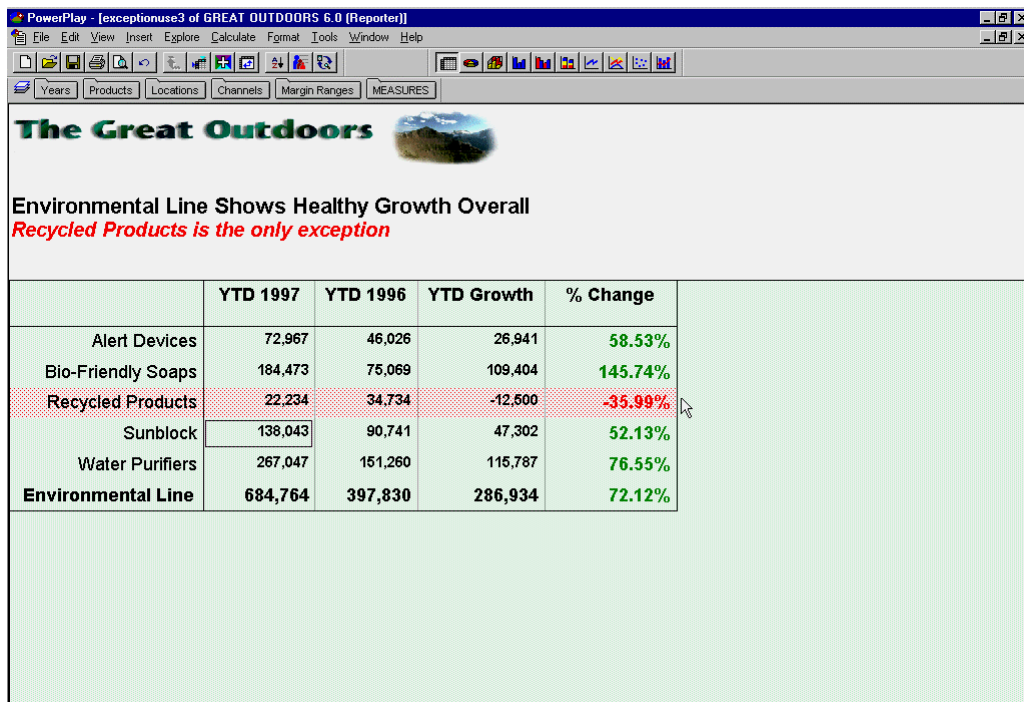 PowerPlay - [exceptionuse3 of GREAT OUTDOORS 6.0 (Reporter)]
File Edit View Insert Explore Calculate Format Tools Window Help
Years Products Locations Channels Margin Ranges MEASURES
The Great Outdoors
Environmental Line Shows Healthy Growth Overall
Recycled Products is the only exception
YTD 1997 YTD 1996 YTD Growth % Change
Alert Devices 72,967 46,026 26,941 58.53%
Bio-Friendly Soaps 184,473 75,069 109,404 145.74%
Recycled Products 22,234 34,734 -12,500 -35.99%
Sunblock 138,043 90,741 47,302 52.13%
Water Purifiers 267,047 151,260 115,787 76.55%
Environmental Line 684,764 397,830 286,934 72.12%